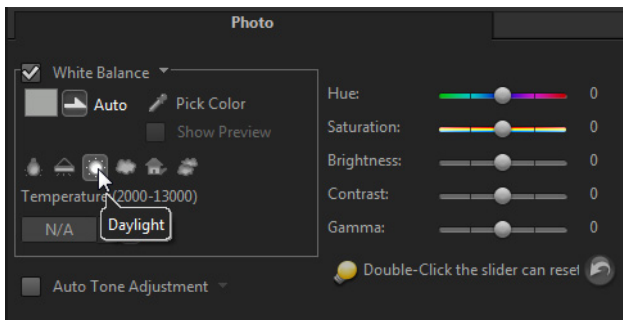 Photo
White Balance
Auto
Pick Color
Show Preview
Temperature (2000-13000)
N/A
Daylight
Auto Tone Adjustment
Hue: 0
Saturation: 0
Brightness: 0
Contrast: 0
Gamma: 0
Double-Click the slider can reset